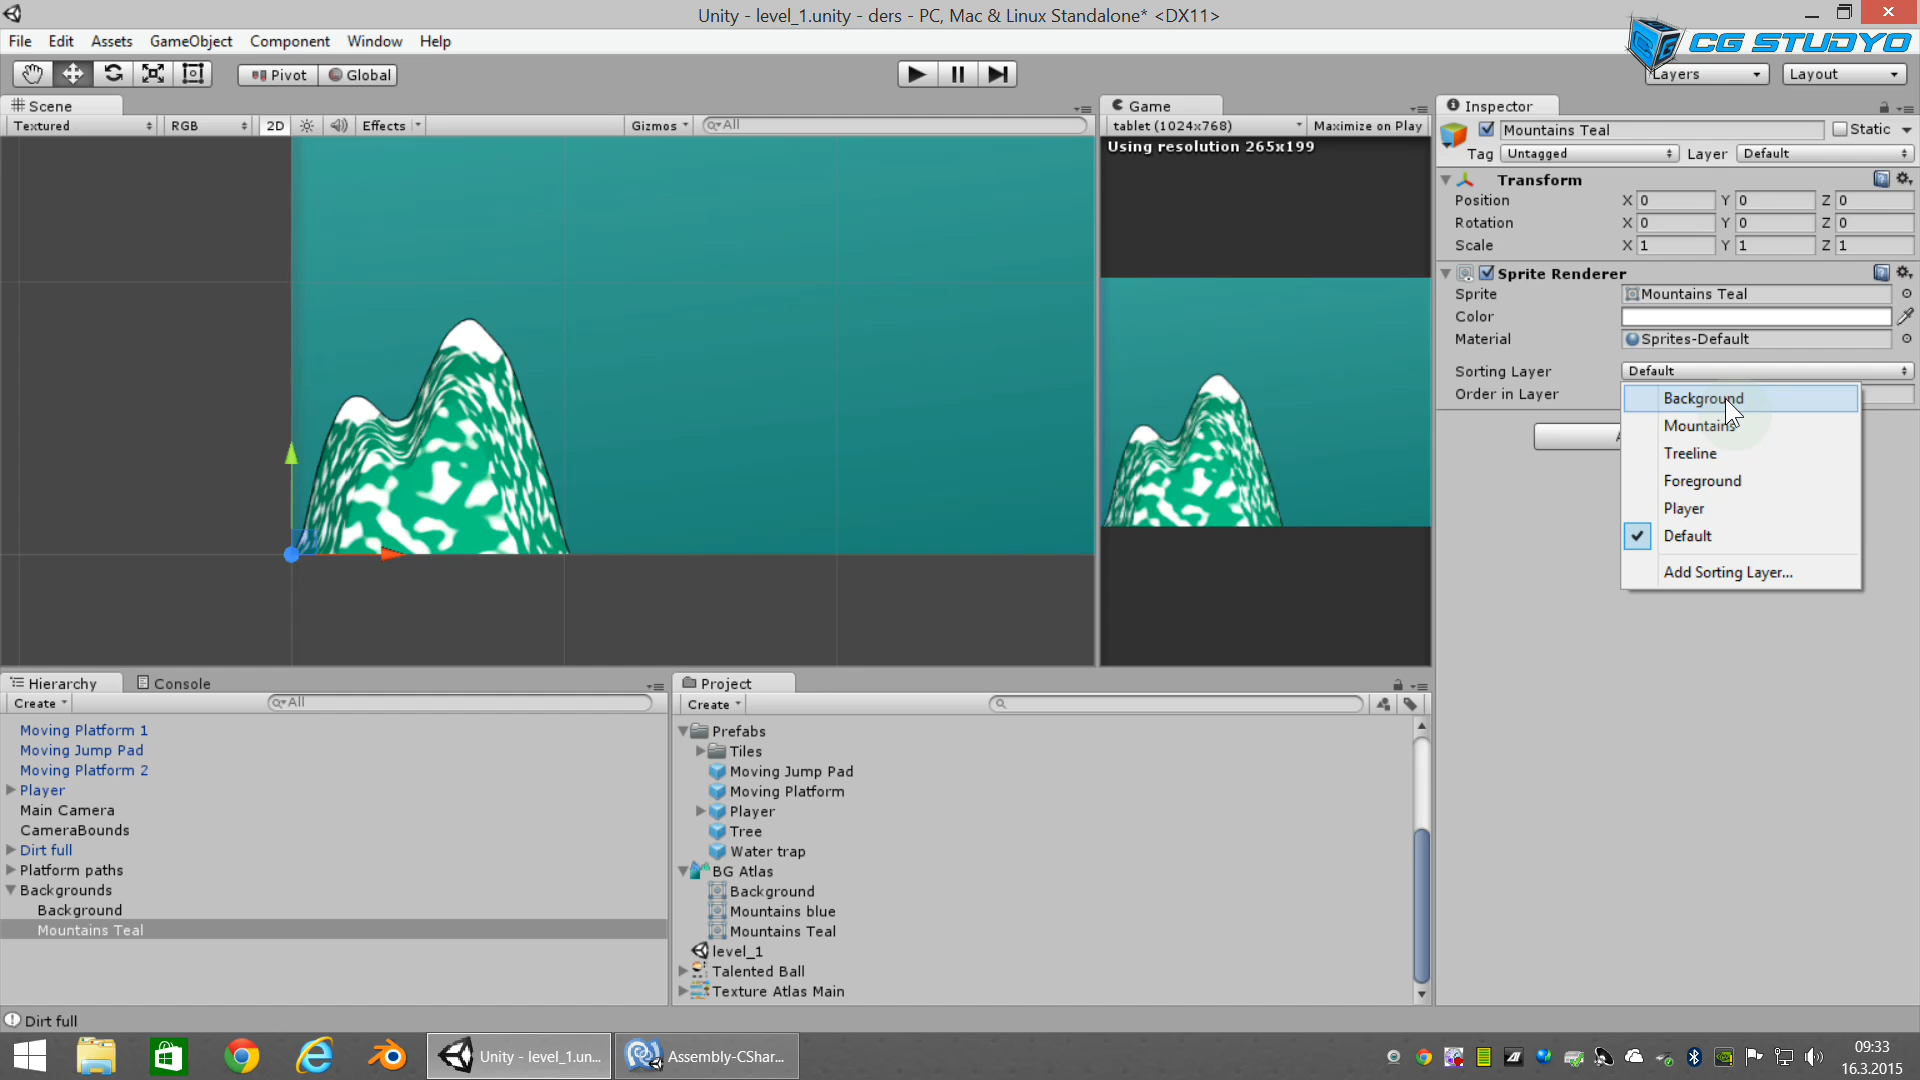 Unity - level_1.unity - ders - PC, Mac & Linux Standalone* <DX11>
File Edit Assets GameObject Component Window Help
CG STUDYO
Pivot Global
Layers Layout
Scene
Game
Inspector
Textured RGB 2D Effects Gizmos All
tablet (1024x768) Maximize on Play
Using resolution 265x199
Mountains Teal Static
Tag Untagged Layer Default
Transform
Position X 0 Y 0 Z 0
Rotation X 0 Y 0 Z 0
Scale X 1 Y 1 Z 1
Sprite Renderer
Sprite Mountains Teal
Color
Material Sprites-Default
Sorting Layer Default
Order in Layer
Background
Mountains
Treeline
Foreground
Player
Default
Add Sorting Layer...
Hierarchy Console
Create All
Moving Platform 1
Moving Jump Pad
Moving Platform 2
Player
Main Camera
CameraBounds
Dirt full
Platform paths
Backgrounds
Background
Mountains Teal
Project
Create
Prefabs
Tiles
Moving Jump Pad
Moving Platform
Player
Tree
Water trap
BG Atlas
Background
Mountains blue
Mountains Teal
level_1
Talented Ball
Texture Atlas Main
Dirt full
Unity - level_1.un...
Assembly-CShar...
09:33
16.3.2015